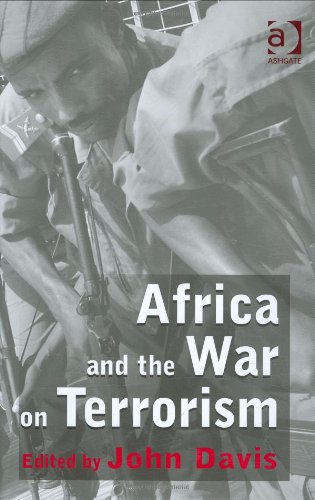 a
ASHGATE
Africa
and the War
on Terrorism
Edited by John Davis